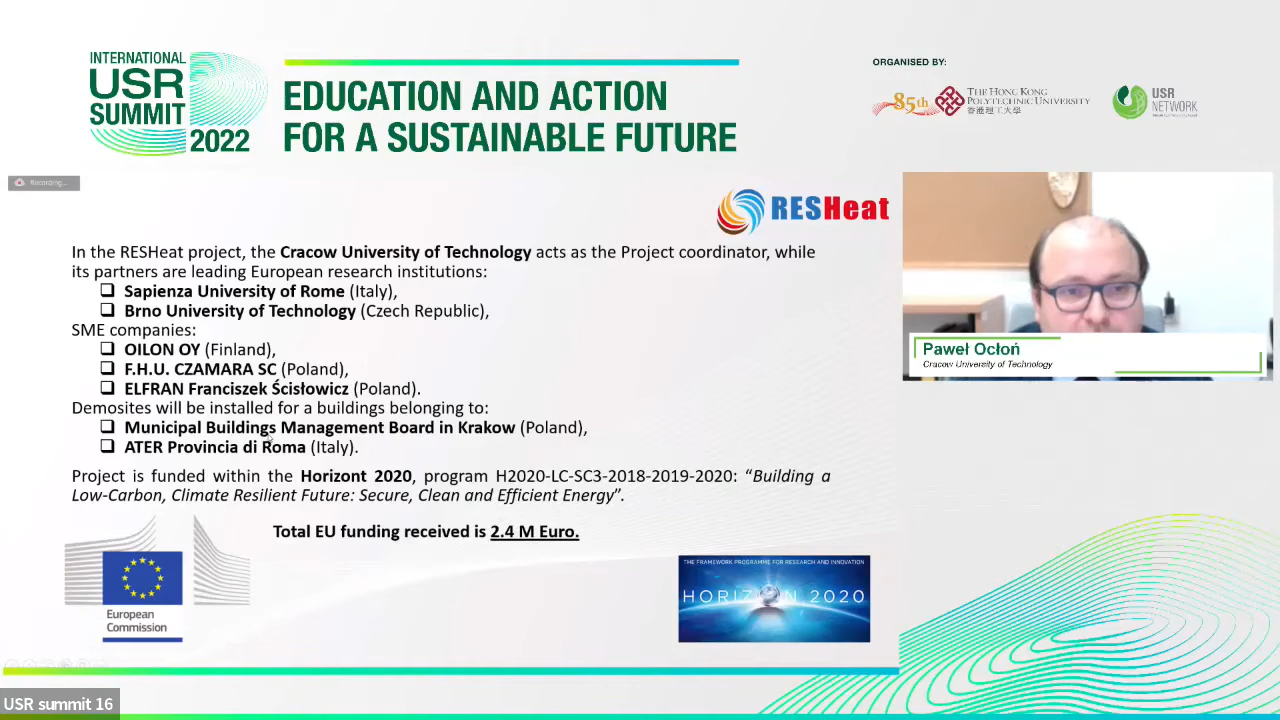 INTERNATIONAL
USR
SUMMIT
2022
EDUCATION AND ACTION
FOR A SUSTAINABLE FUTURE
ORGANISED BY:
85th
THE HONG KONG
POLYTECHNIC UNIVERSITY
香港理工大學
USR
NETWORK
Recording...
RESHeat
In the RESHeat project, the Cracow University of Technology acts as the Project coordinator, while
its partners are leading European research institutions:
❑ Sapienza University of Rome (Italy),
❑ Brno University of Technology (Czech Republic),
SME companies:
❑ OILON OY (Finland),
❑ F.H.U. CZAMARA SC (Poland),
❑ ELFRAN Franciszek Ścisłowicz (Poland).
Demosites will be installed for a buildings belonging to:
❑ Municipal Buildings Management Board in Krakow (Poland),
❑ ATER Provincia di Roma (Italy).
Project is funded within the Horizont 2020, program H2020-LC-SC3-2018-2019-2020: “Building a
Low-Carbon, Climate Resilient Future: Secure, Clean and Efficient Energy”.
Total EU funding received is 2.4 M Euro.
European
Commission
THE FRAMEWORK PROGRAMME FOR RESEARCH AND INNOVATION
HORIZON 2020
Paweł Ocłoń
Cracow University of Technology
USR summit 16